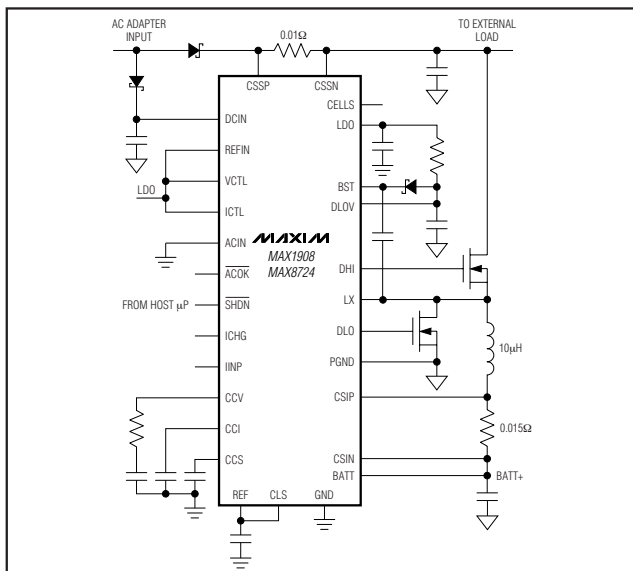 AC ADAPTER
INPUT
0.01Ω
TO EXTERNAL
LOAD
CSSP
CSSN
CELLS
LDO
DCIN
REFIN
VCTL
LDO
ICTL
BST
DLOV
ACIN
MAXIM
MAX1908
MAX8724
ACOK
DHI
FROM HOST µP
SHDN
LX
ICHG
DLO
10µH
IINP
PGND
CCV
CSIP
0.015Ω
CCI
CCS
CSIN
BATT
BATT+
REF
CLS
GND